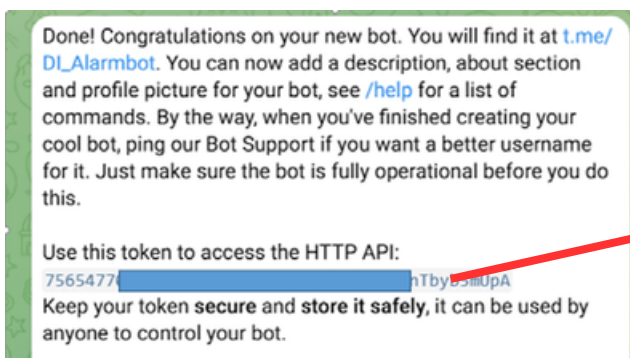 Done! Congratulations on your new bot. You will find it at t.me/
DI_Alarmbot. You can now add a description, about section
and profile picture for your bot, see /help for a list of
commands. By the way, when you've finished creating your
cool bot, ping our Bot Support if you want a better username
for it. Just make sure the bot is fully operational before you do
this.
Use this token to access the HTTP API:
Keep your token secure and store it safely, it can be used by
anyone to control your bot.